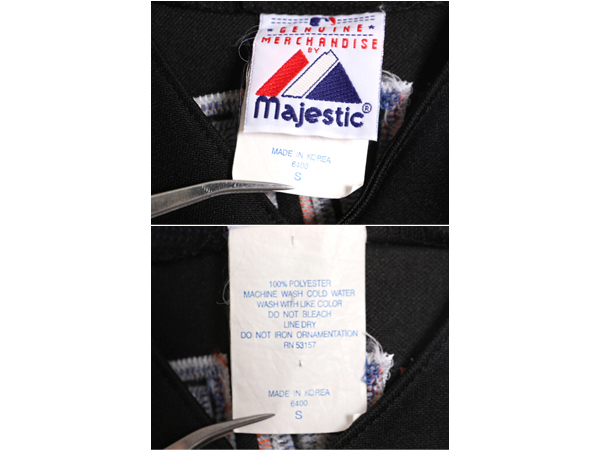 GENUINE
MERCHANDISE
BY
Majestic®
MADE IN KOREA
6400
S
100% POLYESTER
MACHINE WASH COLD WATER
WASH WITH LIKE COLOR
DO NOT BLEACH
LINE DRY
DO NOT IRON ORNAMENTATION
RN 53157
MADE IN KOREA
6400
S